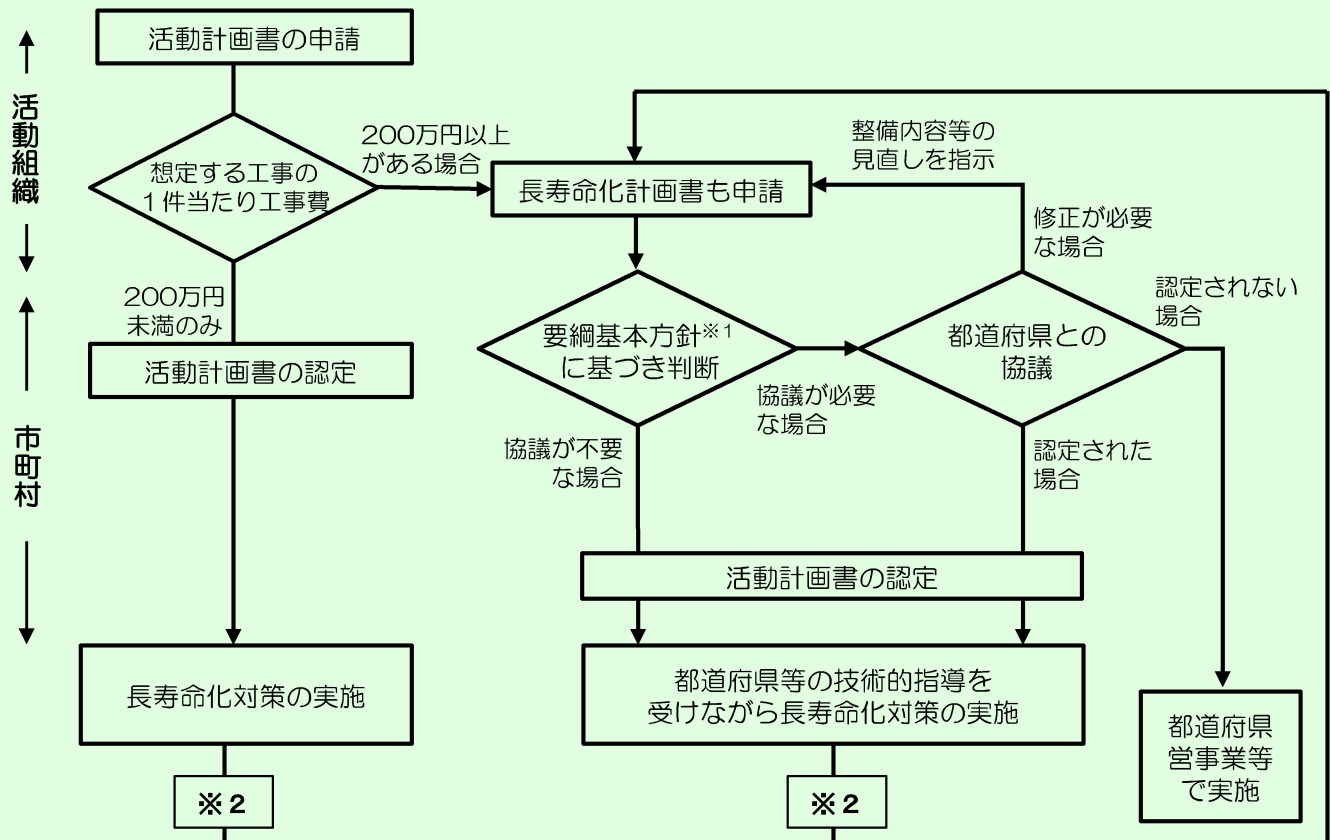 活動組織
市町村
活動計画書の申請
想定する工事の
1件当たり工事費
200万円以上
がある場合
200万円
未満のみ
活動計画書の認定
長寿命化対策の実施
※2
長寿命化計画書も申請
整備内容等の
見直しを指示
修正が必要
な場合
要綱基本方針※1
に基づき判断
協議が必要
な場合
都道府県との
協議
認定されない
場合
協議が不要
な場合
認定された
場合
活動計画書の認定
都道府県等の技術的指導を
受けながら長寿命化対策の実施
※2
都道府県
営事業等
で実施